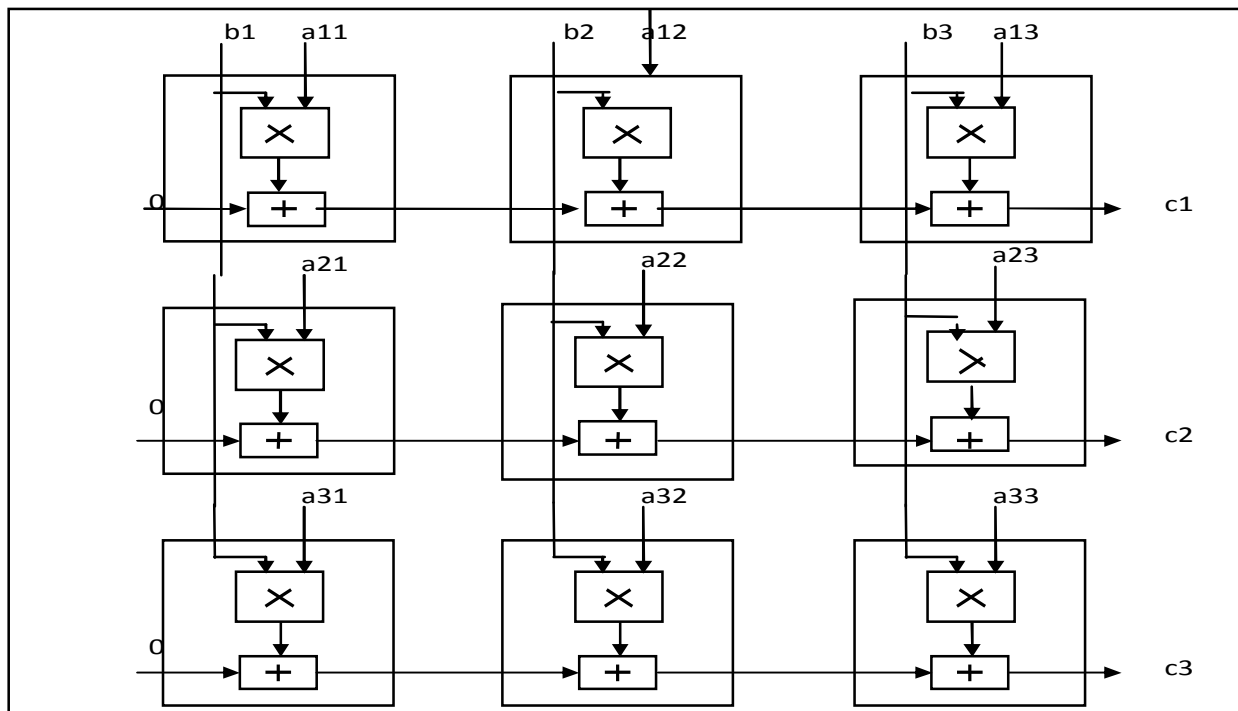 b1 a11 b2 a12 b3 a13
×
×
×
0 + + + c1
a21 a22 a23
×
×
×
0 + + + c2
a31 a32 a33
×
×
×
0 + + + c3